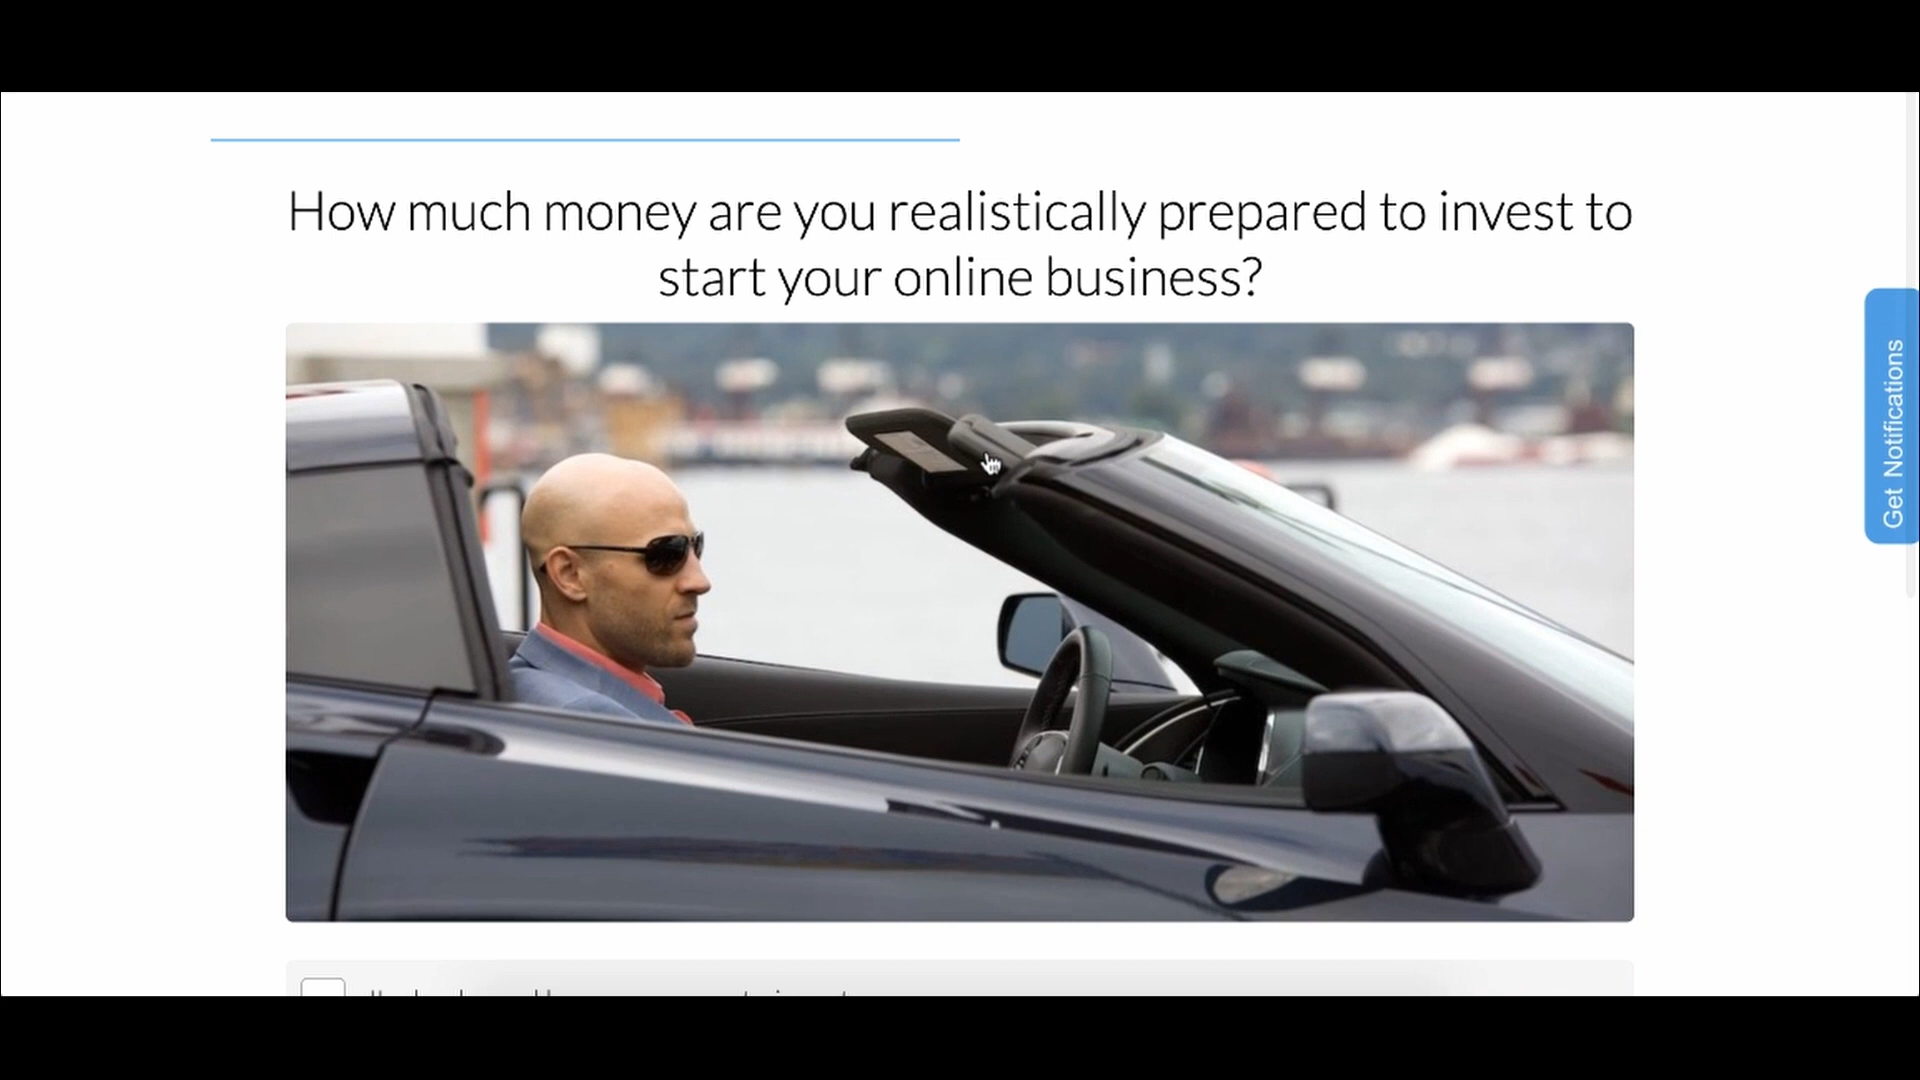 How much money are you realistically prepared to invest to
start your online business?
Get Notifications